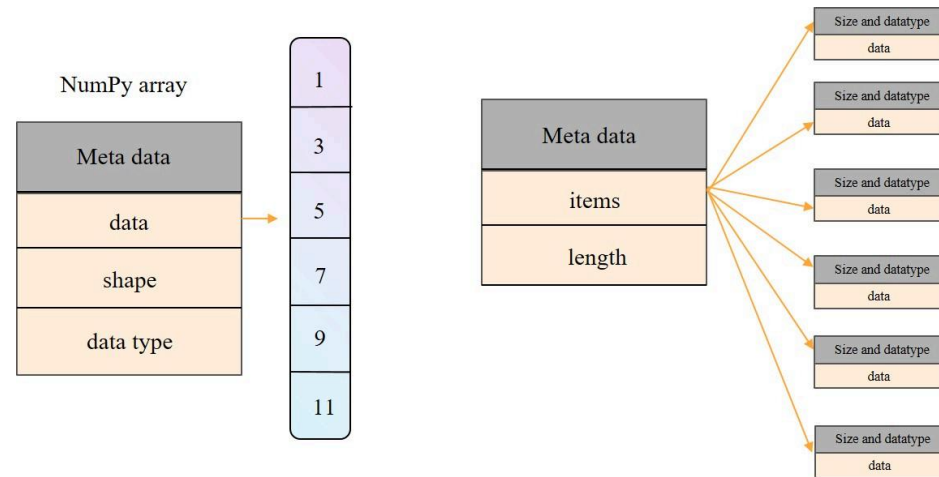 NumPy array
Meta data
data
shape
data type
1
3
5
7
9
11
Meta data
items
length
Size and datatype
data
Size and datatype
data
Size and datatype
data
Size and datatype
data
Size and datatype
data
Size and datatype
data